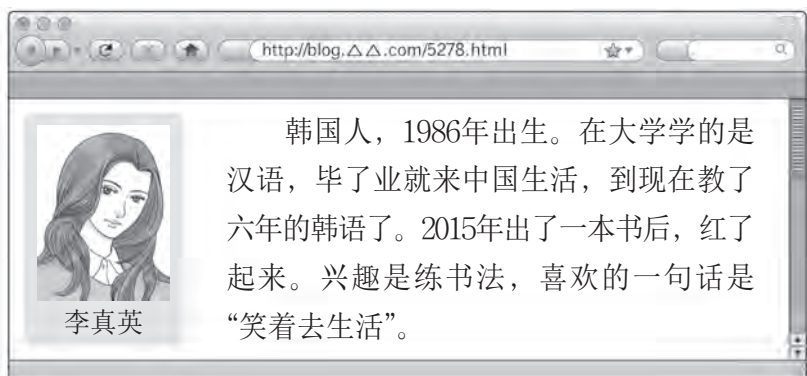 http://blog.△△.com/5278.html
韩国人，1986年出生。在大学学的是
汉语，毕了业就来中国生活，到现在教了
六年的韩语了。2015年出了一本书后，红了
起来。兴趣是练书法，喜欢的一句话是
“笑着去生活”。
李真英